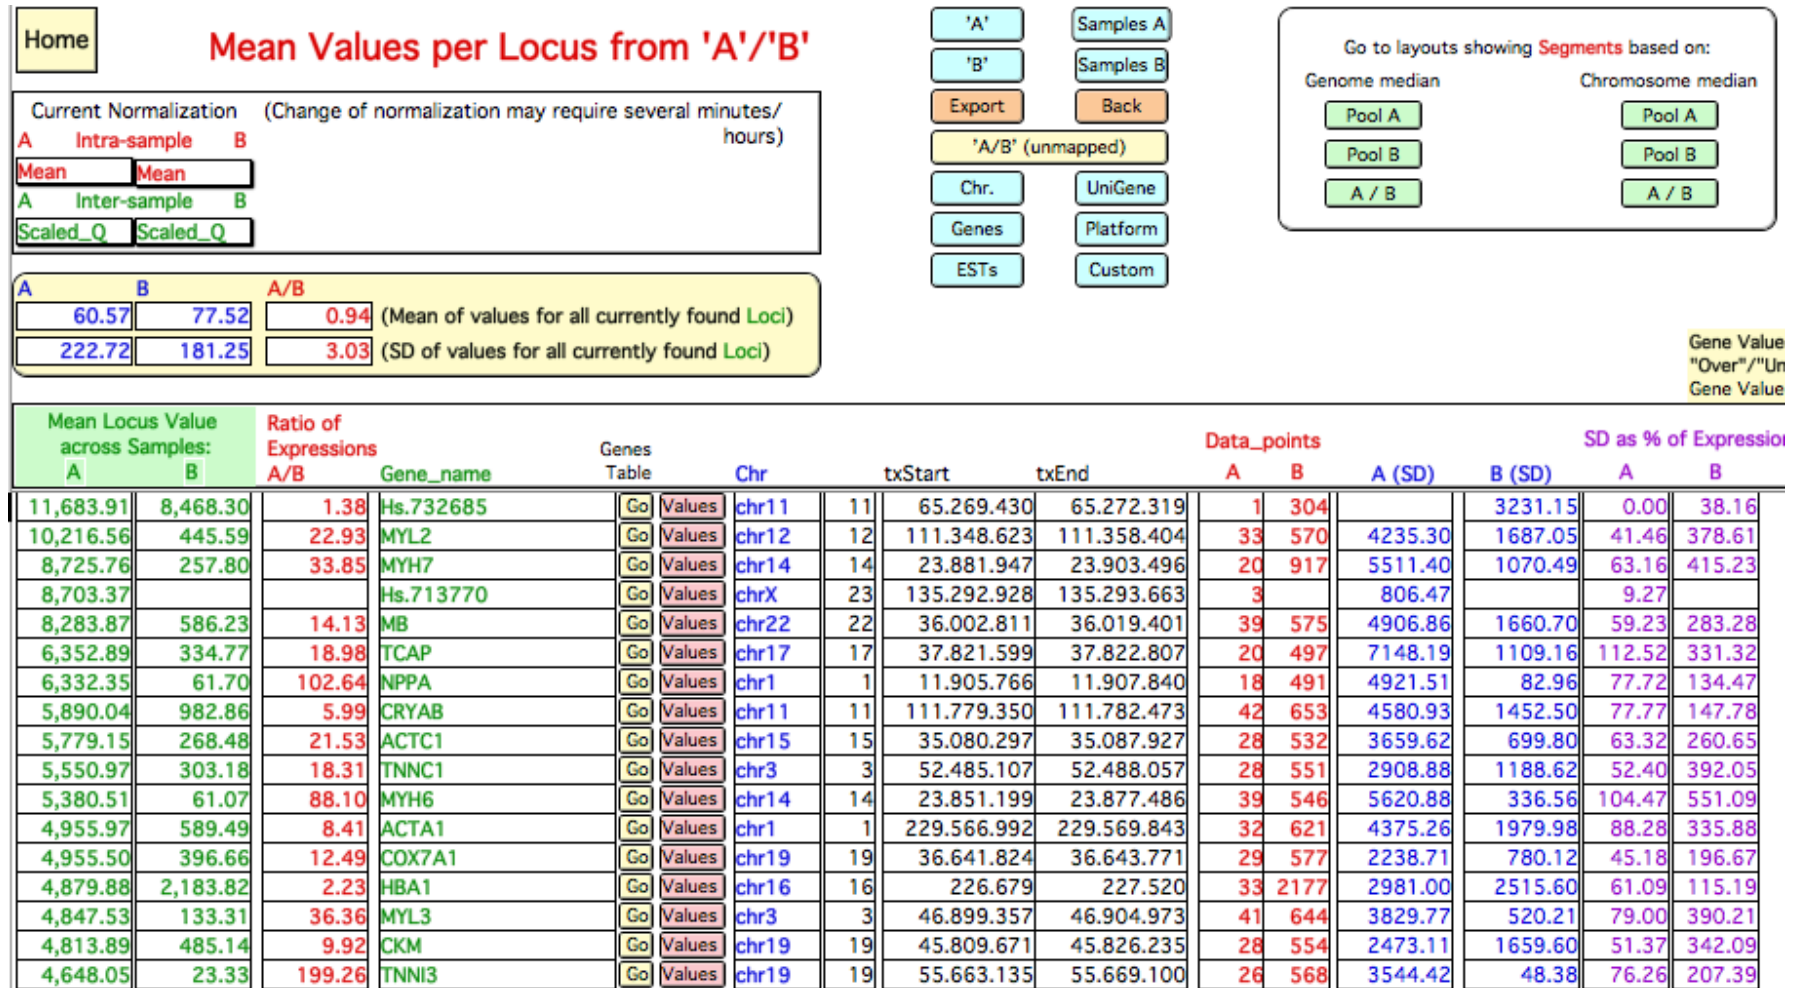 Home
Mean Values per Locus from 'A'/'B'
Current Normalization (Change of normalization may require several minutes/
hours)
A Intra-sample B
Mean Mean
A Inter-sample B
Scaled_Q Scaled_Q
'A' Samples A
'B' Samples B
Export Back
'A/B' (unmapped)
Chr. UniGene
Genes Platform
ESTs Custom
Go to layouts showing Segments based on:
Genome median Chromosome median
Pool A Pool A
Pool B Pool B
A / B A / B
A B A/B
60.57 77.52 0.94 (Mean of values for all currently found Loci)
222.72 181.25 3.03 (SD of values for all currently found Loci)
Gene Value
"Over"/"Un
Gene Value
Mean Locus Value
across Samples:
A B
Ratio of
Expressions
A/B
Gene_name
Genes
Table
Chr txStart txEnd
Data_points
A B
A (SD) B (SD)
SD as % of Expression
A B
11,683.91 8,468.30 1.38 Hs.732685 Go Values chr11 11 65.269.430 65.272.319 1 304 3231.15 0.00 38.16
10,216.56 445.59 22.93 MYL2 Go Values chr12 12 111.348.623 111.358.404 33 570 4235.30 1687.05 41.46 378.61
8,725.76 257.80 33.85 MYH7 Go Values chr14 14 23.881.947 23.903.496 20 917 5511.40 1070.49 63.16 415.23
8,703.37 Hs.713770 Go Values chrX 23 135.292.928 135.293.663 3 806.47 9.27
8,283.87 586.23 14.13 MB Go Values chr22 22 36.002.811 36.019.401 39 575 4906.86 1660.70 59.23 283.28
6,352.89 334.77 18.98 TCAP Go Values chr17 17 37.821.599 37.822.807 20 497 7148.19 1109.16 112.52 331.32
6,332.35 61.70 102.64 NPPA Go Values chr1 1 11.905.766 11.907.840 18 491 4921.51 82.96 77.72 134.47
5,890.04 982.86 5.99 CRYAB Go Values chr11 11 111.779.350 111.782.473 42 653 4580.93 1452.50 77.77 147.78
5,779.15 268.48 21.53 ACTC1 Go Values chr15 15 35.080.297 35.087.927 28 532 3659.62 699.80 63.32 260.65
5,550.97 303.18 18.31 TNNC1 Go Values chr3 3 52.485.107 52.488.057 28 551 2908.88 1188.62 52.40 392.05
5,380.51 61.07 88.10 MYH6 Go Values chr14 14 23.851.199 23.877.486 39 546 5620.88 336.56 104.47 551.09
4,955.97 589.49 8.41 ACTA1 Go Values chr1 1 229.566.992 229.569.843 32 621 4375.26 1979.98 88.28 335.88
4,955.50 396.66 12.49 COX7A1 Go Values chr19 19 36.641.824 36.643.771 29 577 2238.71 780.12 45.18 196.67
4,879.88 2,183.82 2.23 HBA1 Go Values chr16 16 226.679 227.520 33 2177 2981.00 2515.60 61.09 115.19
4,847.53 133.31 36.36 MYL3 Go Values chr3 3 46.899.357 46.904.973 41 644 3829.77 520.21 79.00 390.21
4,813.89 485.14 9.92 CKM Go Values chr19 19 45.809.671 45.826.235 28 554 2473.11 1659.60 51.37 342.09
4,648.05 23.33 199.26 TNNI3 Go Values chr19 19 55.663.135 55.669.100 26 568 3544.42 48.38 76.26 207.39